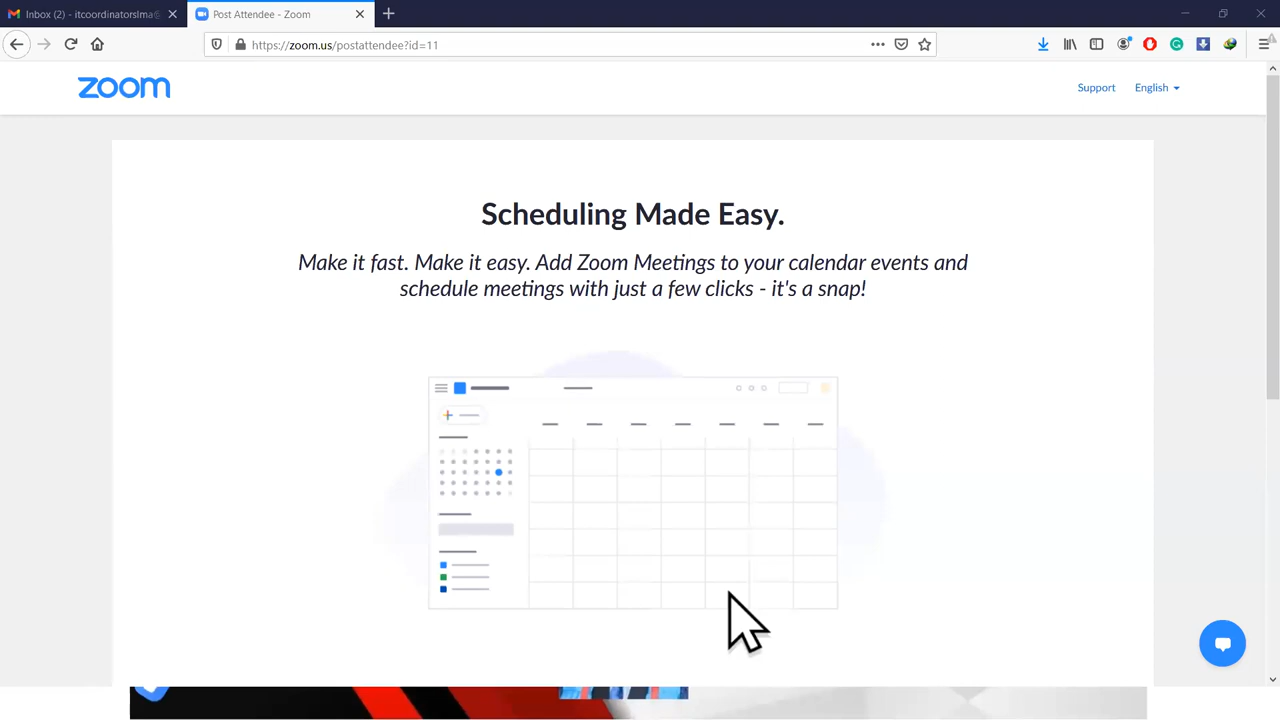 Inbox (2) - itcoordinatorslma@
Post Attendee - Zoom
https://zoom.us/postattendee?id=11
zoom
Support
English
Scheduling Made Easy.
Make it fast. Make it easy. Add Zoom Meetings to your calendar events and
schedule meetings with just a few clicks - it's a snap!